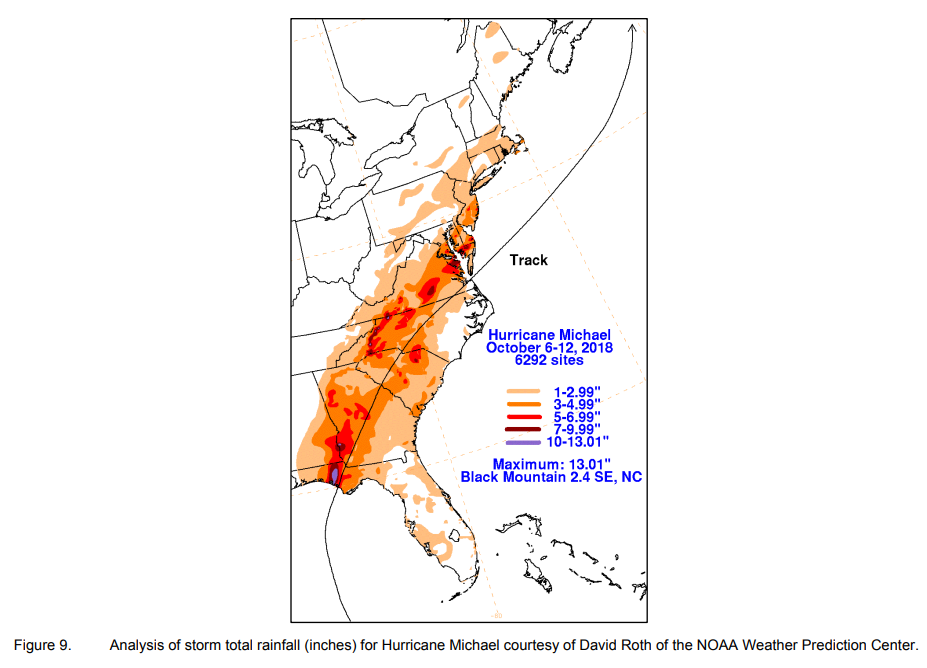 Track
Hurricane Michael
October 6-12, 2018
6292 sites
1-2.99"
3-4.99"
5-6.99"
7-9.99"
10-13.01"
Maximum: 13.01"
Black Mountain 2.4 SE, NC
-80
Figure 9. Analysis of storm total rainfall (inches) for Hurricane Michael courtesy of David Roth of the NOAA Weather Prediction Center.